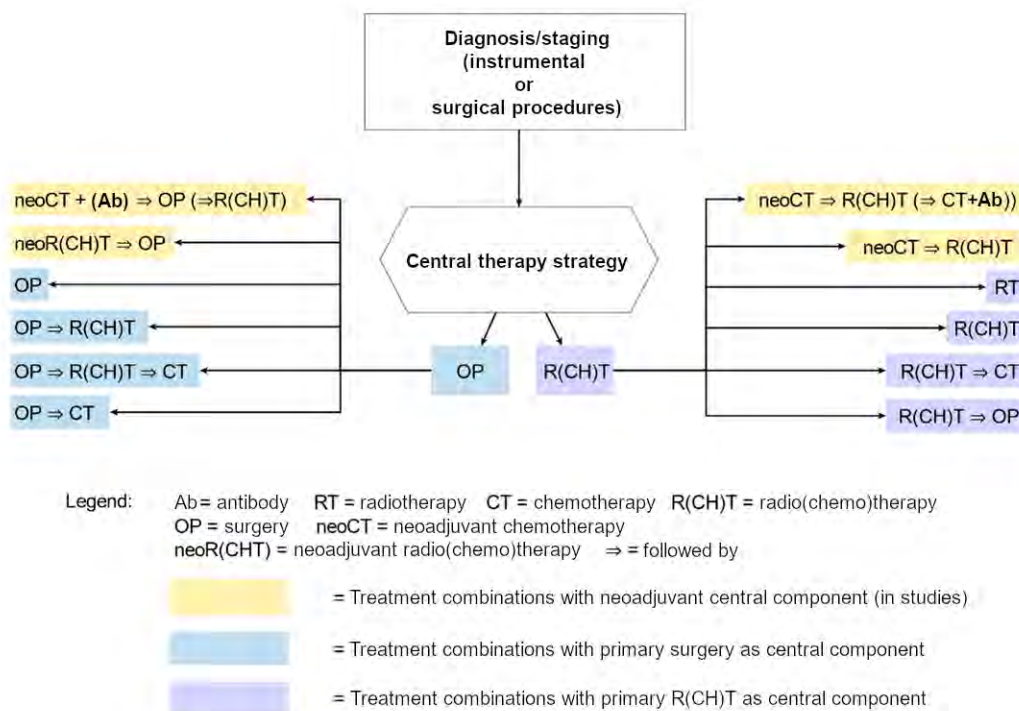 Diagnosis/staging
(instrumental
or
surgical procedures)
neoCT + (Ab) ⇒ OP (⇒R(CH)T)
neoR(CH)T ⇒ OP
OP
OP ⇒ R(CH)T
OP ⇒ R(CH)T ⇒ CT
OP ⇒ CT
Central therapy strategy
OP
R(CH)T
neoCT ⇒ R(CH)T (⇒ CT+Ab))
neoCT ⇒ R(CH)T
RT
R(CH)T
R(CH)T ⇒ CT
R(CH)T ⇒ OP
Legend: Ab= antibody RT = radiotherapy CT = chemotherapy R(CH)T = radio(chemo)therapy
OP = surgery neoCT = neoadjuvant chemotherapy
neoR(CHT) = neoadjuvant radio(chemo)therapy ⇒ = followed by
= Treatment combinations with neoadjuvant central component (in studies)
= Treatment combinations with primary surgery as central component
= Treatment combinations with primary R(CH)T as central component